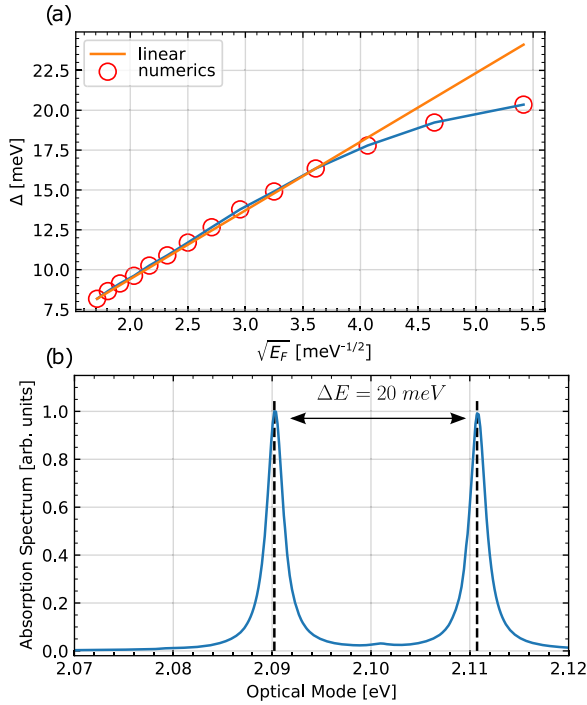 (a)
linear
numerics
22.5
20.0
17.5
15.0
12.5
10.0
7.5
Δ [meV]
2.0 2.5 3.0 3.5 4.0 4.5 5.0 5.5
√E_F [meV⁻¹/²]
(b)
ΔE = 20 meV
1.0
0.8
0.6
0.4
0.2
0.0
Absorption Spectrum [arb. units]
2.07 2.08 2.09 2.10 2.11 2.12
Optical Mode [eV]